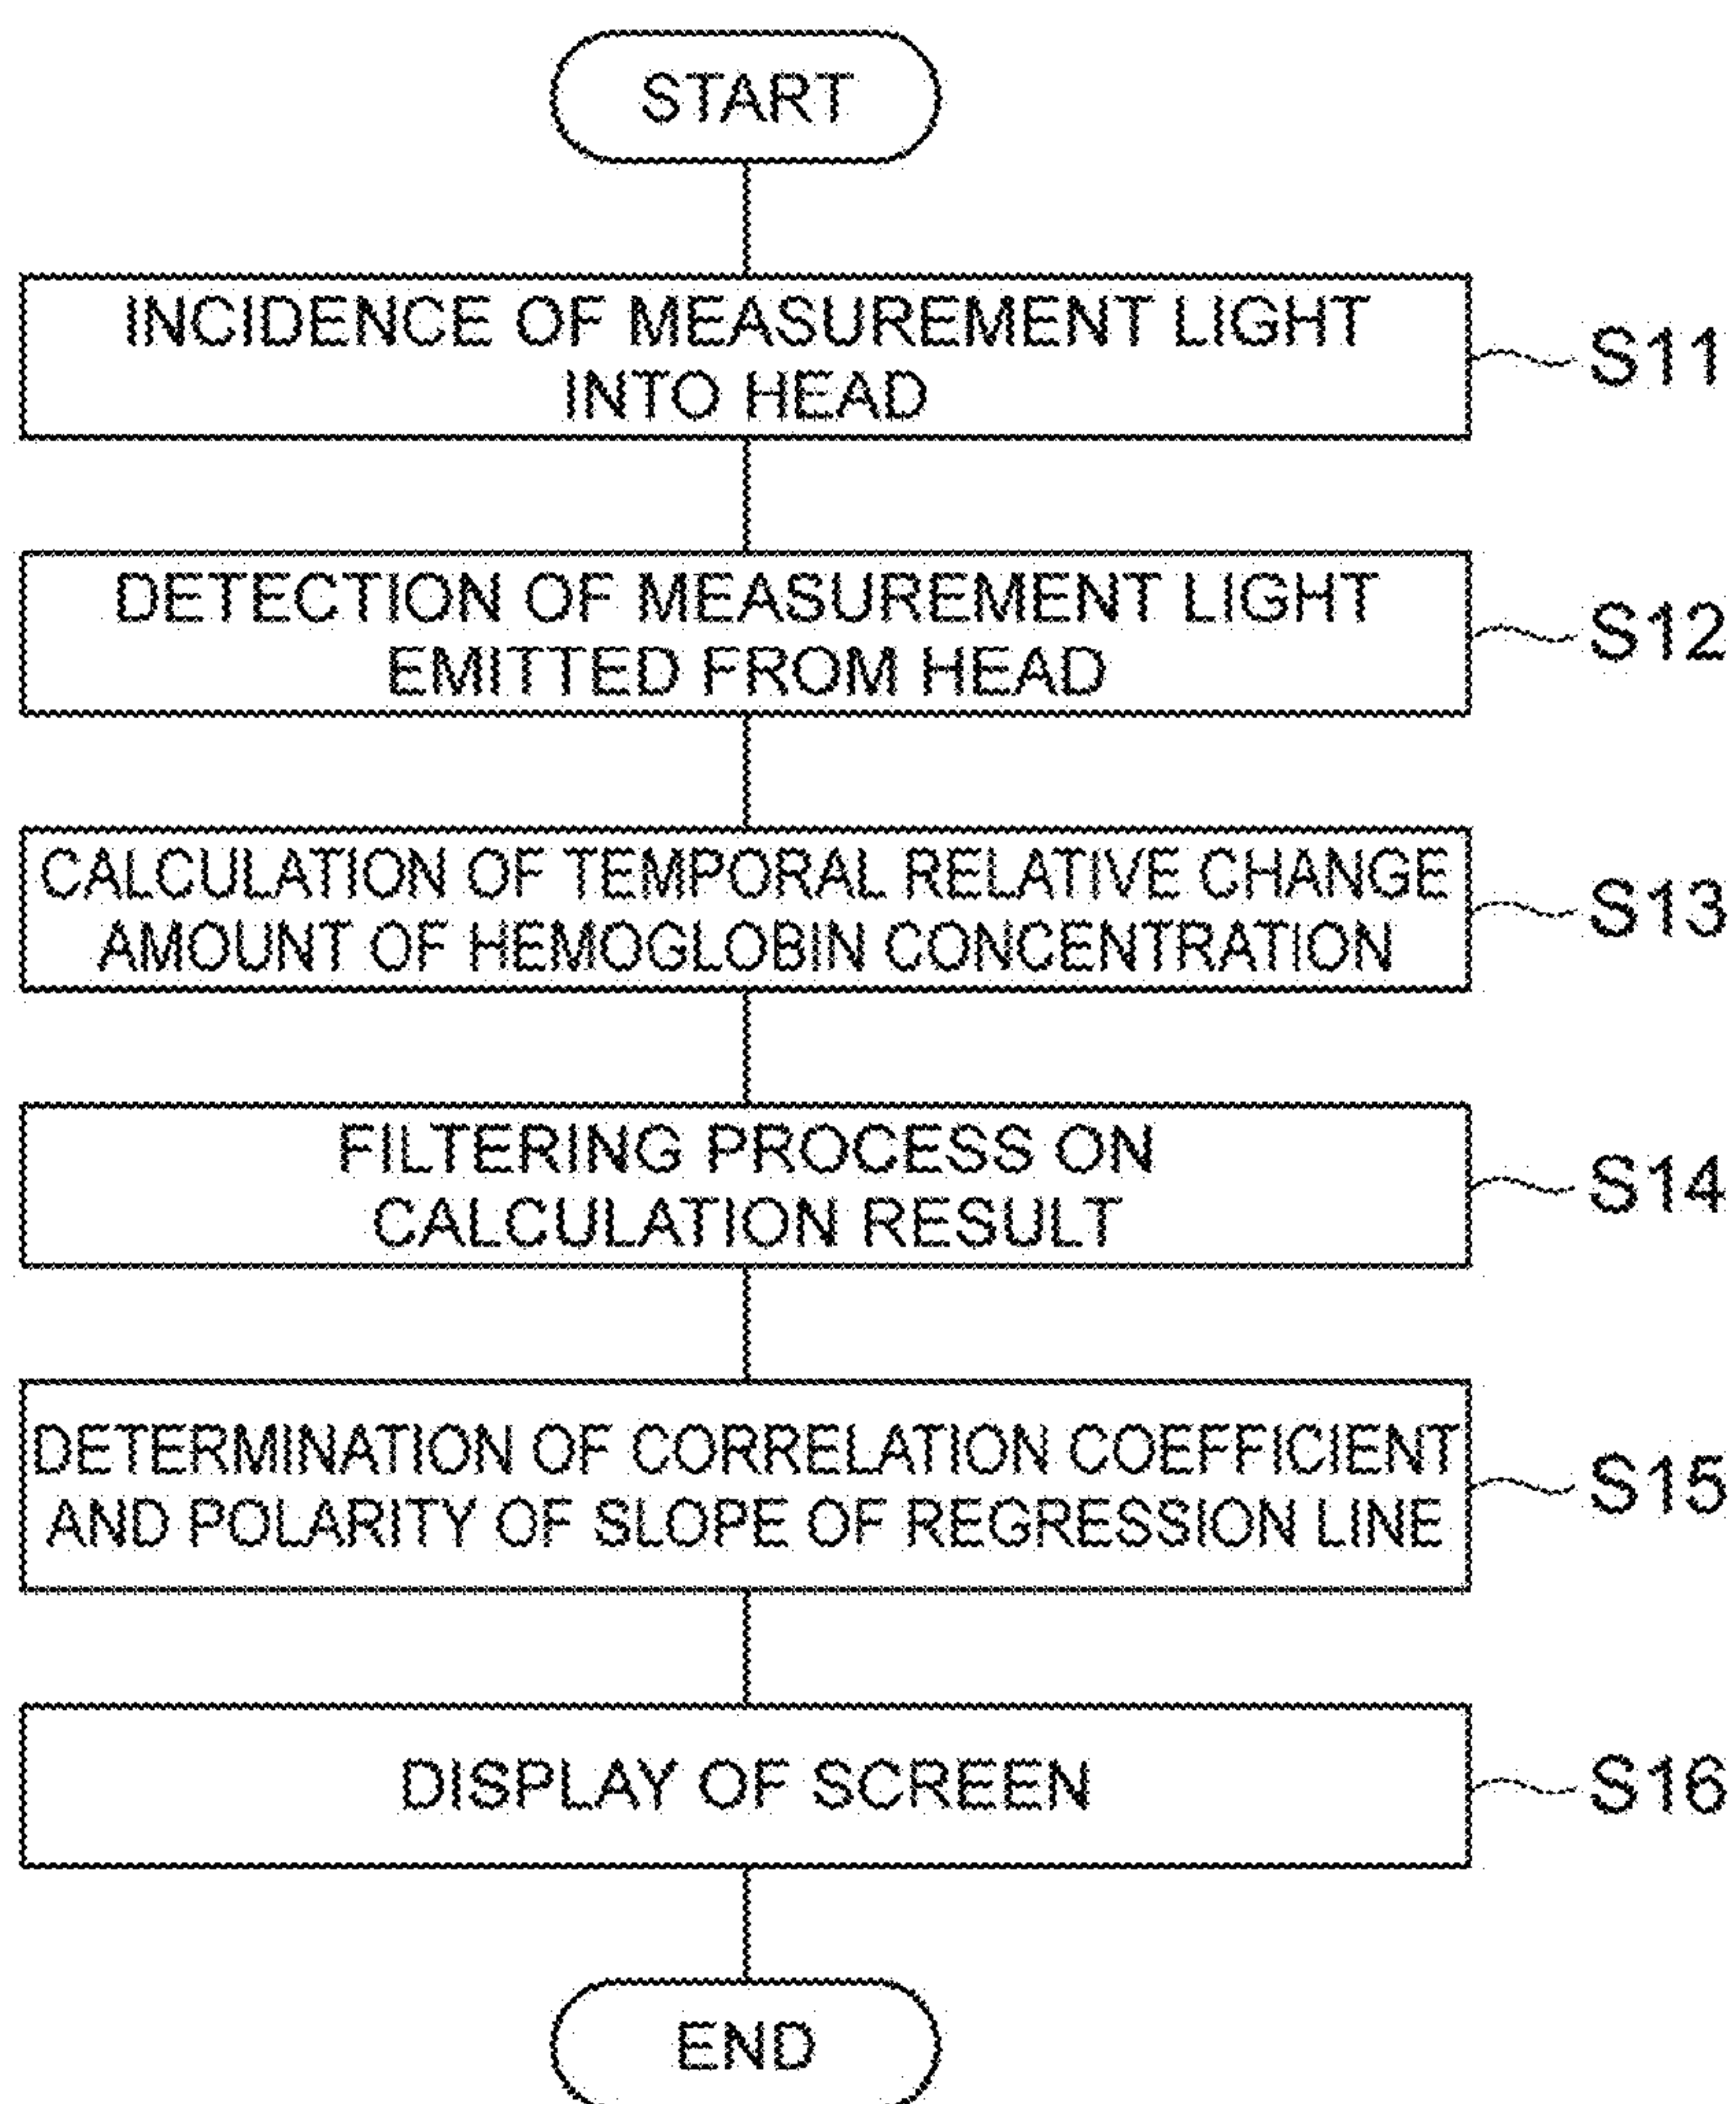 START
INCIDENCE OF MEASUREMENT LIGHT
INTO HEAD
S11
DETECTION OF MEASUREMENT LIGHT
EMITTED FROM HEAD
S12
CALCULATION OF TEMPORAL RELATIVE CHANGE
AMOUNT OF HEMOGLOBIN CONCENTRATION
S13
FILTERING PROCESS ON
CALCULATION RESULT
S14
DETERMINATION OF CORRELATION COEFFICIENT
AND POLARITY OF SLOPE OF REGRESSION LINE
S15
DISPLAY OF SCREEN
S16
END